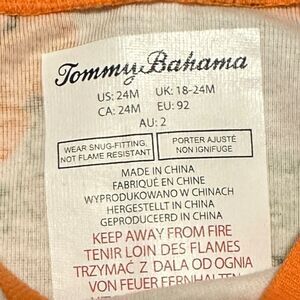 Tommy Bahama
US: 24M UK: 18-24M
CA: 24M EU: 92
AU: 2
WEAR SNUG-FITTING,
NOT FLAME RESISTANT
PORTER AJUSTÉ
NON IGNIFUGE
MADE IN CHINA
FABRIQUÉ EN CHINE
WYPRODUKOWANO W CHINACH
HERGESTELLT IN CHINA
GEPRODUCEERD IN CHINA
KEEP AWAY FROM FIRE
TENIR LOIN DES FLAMES
TRZYMAĆ Z DALA OD OGNIA
VON FEUER FERNHALTEN